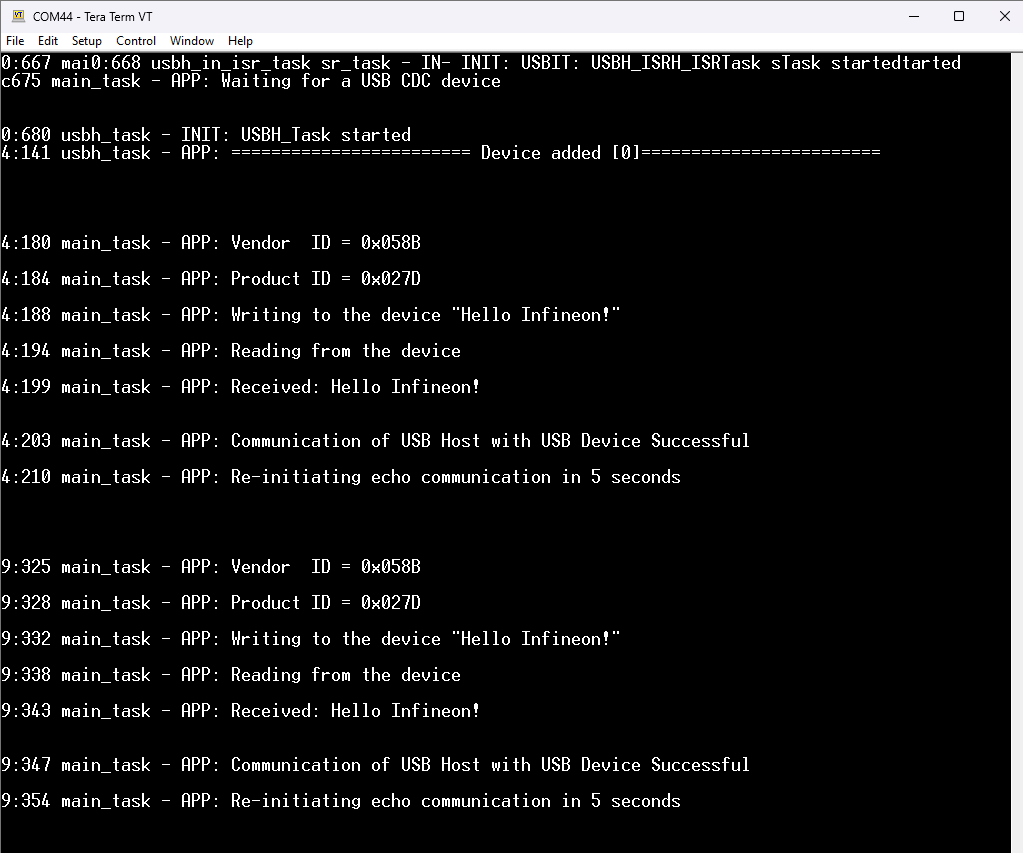 COM44 - Tera Term VT
File Edit Setup Control Window Help
0:667 mai0:668 usbh_in_isr_task sr_task - IN- INIT: USBIT: USBH_ISRH_ISRTask sTask startedtarted
c675 main_task - APP: Waiting for a USB CDC device
0:680 usbh_task - INIT: USBH_Task started
4:141 usbh_task - APP: ======================== Device added [0]========================
4:180 main_task - APP: Vendor  ID = 0x058B
4:184 main_task - APP: Product ID = 0x027D
4:188 main_task - APP: Writing to the device "Hello Infineon!"
4:194 main_task - APP: Reading from the device
4:199 main_task - APP: Received: Hello Infineon!
4:203 main_task - APP: Communication of USB Host with USB Device Successful
4:210 main_task - APP: Re-initiating echo communication in 5 seconds
9:325 main_task - APP: Vendor  ID = 0x058B
9:328 main_task - APP: Product ID = 0x027D
9:332 main_task - APP: Writing to the device "Hello Infineon!"
9:338 main_task - APP: Reading from the device
9:343 main_task - APP: Received: Hello Infineon!
9:347 main_task - APP: Communication of USB Host with USB Device Successful
9:354 main_task - APP: Re-initiating echo communication in 5 seconds